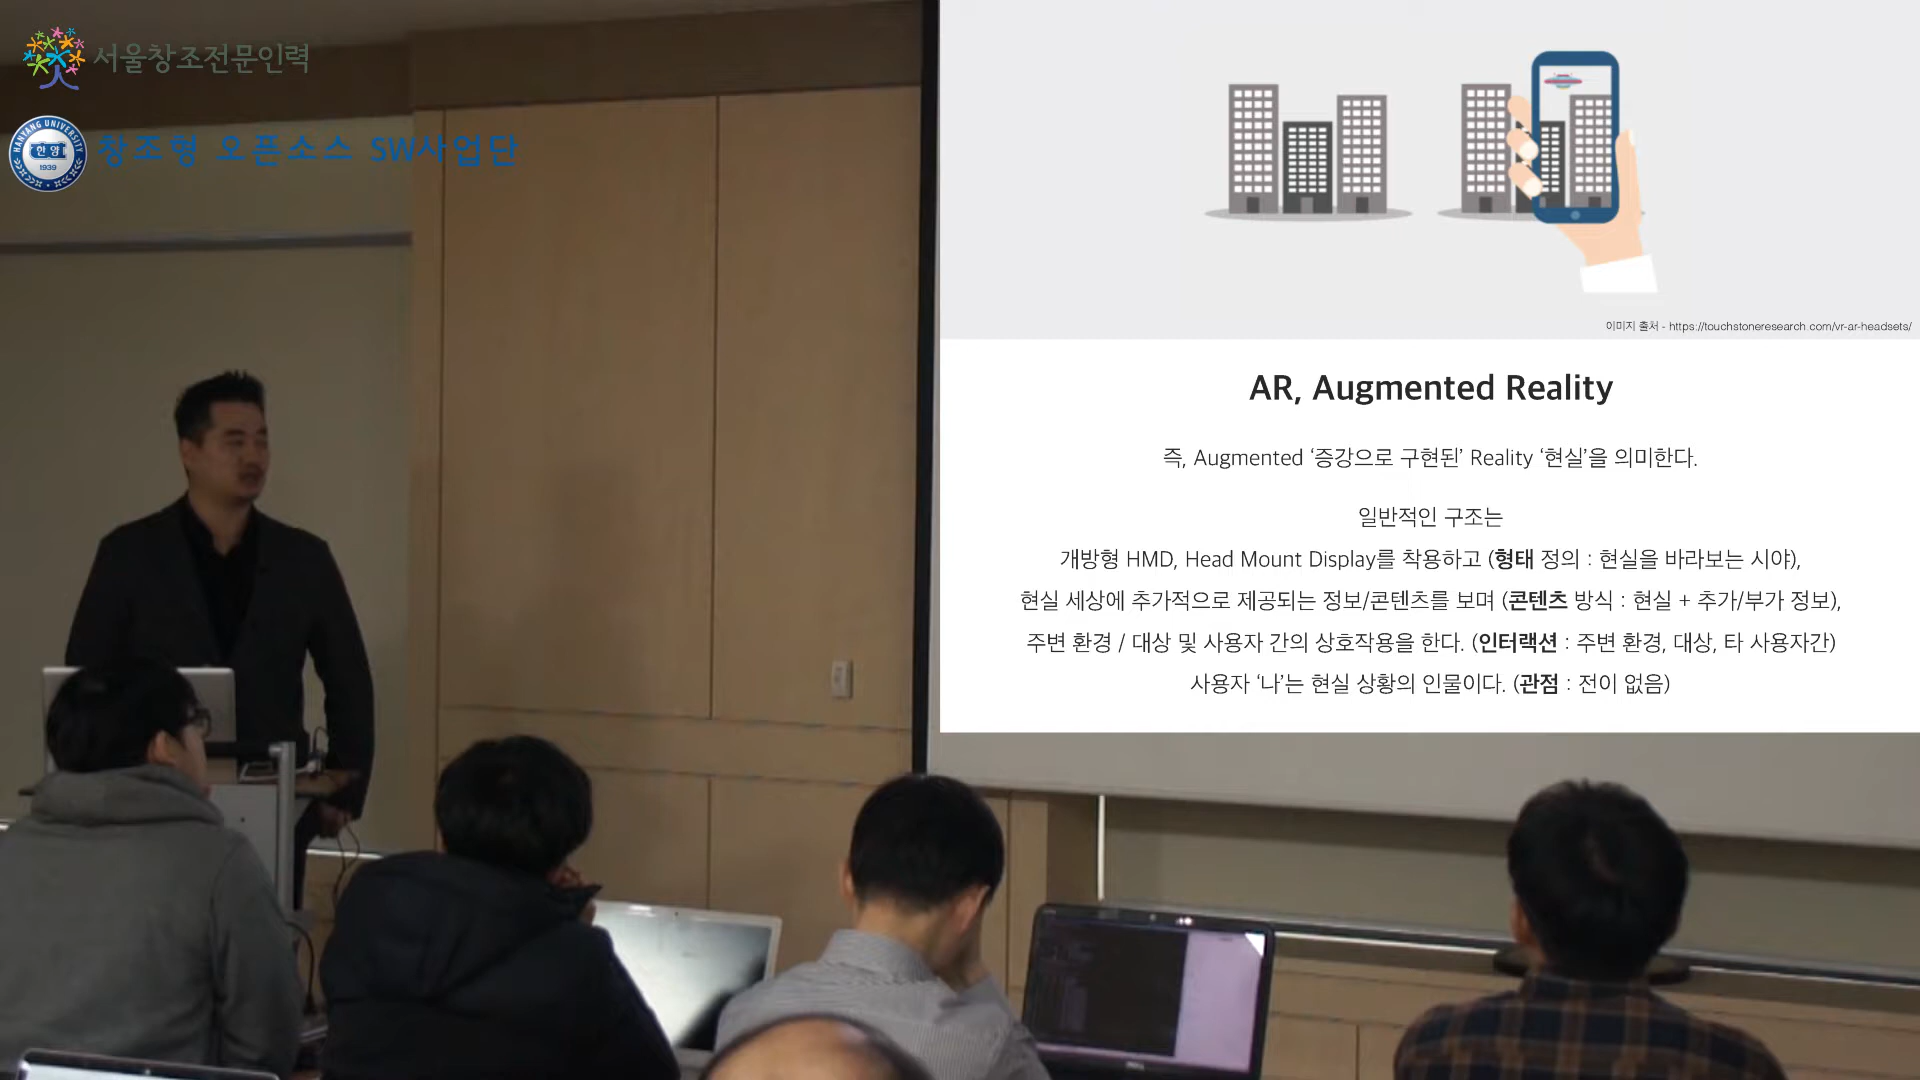 서울창조전문인력
HANYANG UNIVERSITY
한양
1939
창조형 오픈소스 SW사업단
이미지 출처 - https://touchstoneresearch.com/vr-ar-headsets/
AR, Augmented Reality
즉, Augmented ‘증강으로 구현된’ Reality ‘현실’을 의미한다.
일반적인 구조는
개방형 HMD, Head Mount Display를 착용하고 (형태 정의 : 현실을 바라보는 시야),
현실 세상에 추가적으로 제공되는 정보/콘텐츠를 보며 (콘텐츠 방식 : 현실 + 추가/부가 정보),
주변 환경 / 대상 및 사용자 간의 상호작용을 한다. (인터랙션 : 주변 환경, 대상, 타 사용자간)
사용자 ‘나’는 현실 상황의 인물이다. (관점 : 전이 없음)
DELL